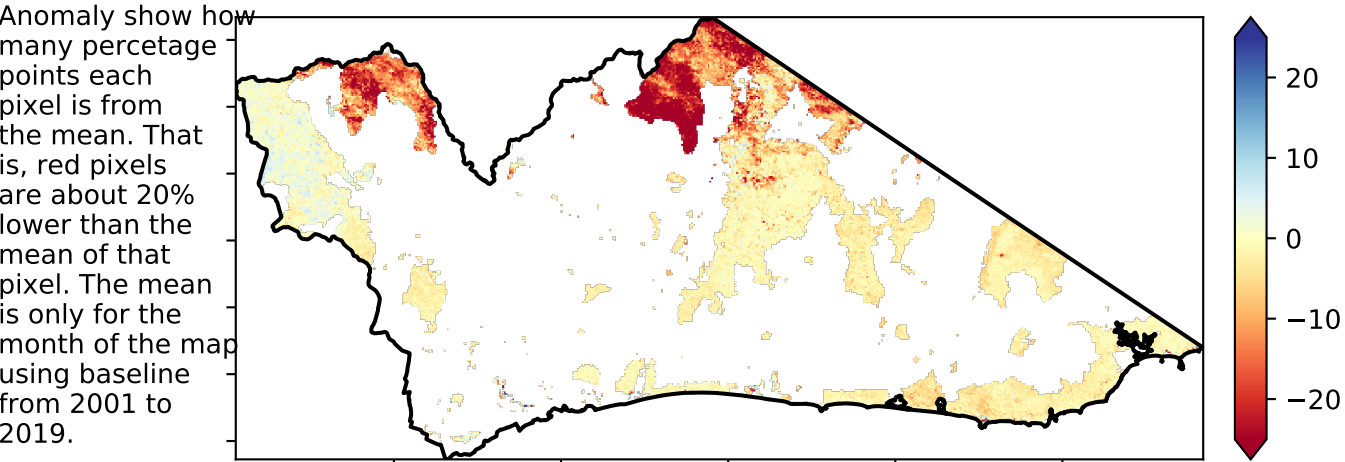 Anomaly show how
many percetage
points each
pixel is from
the mean. That
is, red pixels
are about 20%
lower than the
mean of that
pixel. The mean
is only for the
month of the map
using baseline
from 2001 to
2019.
20
10
0
−10
−20